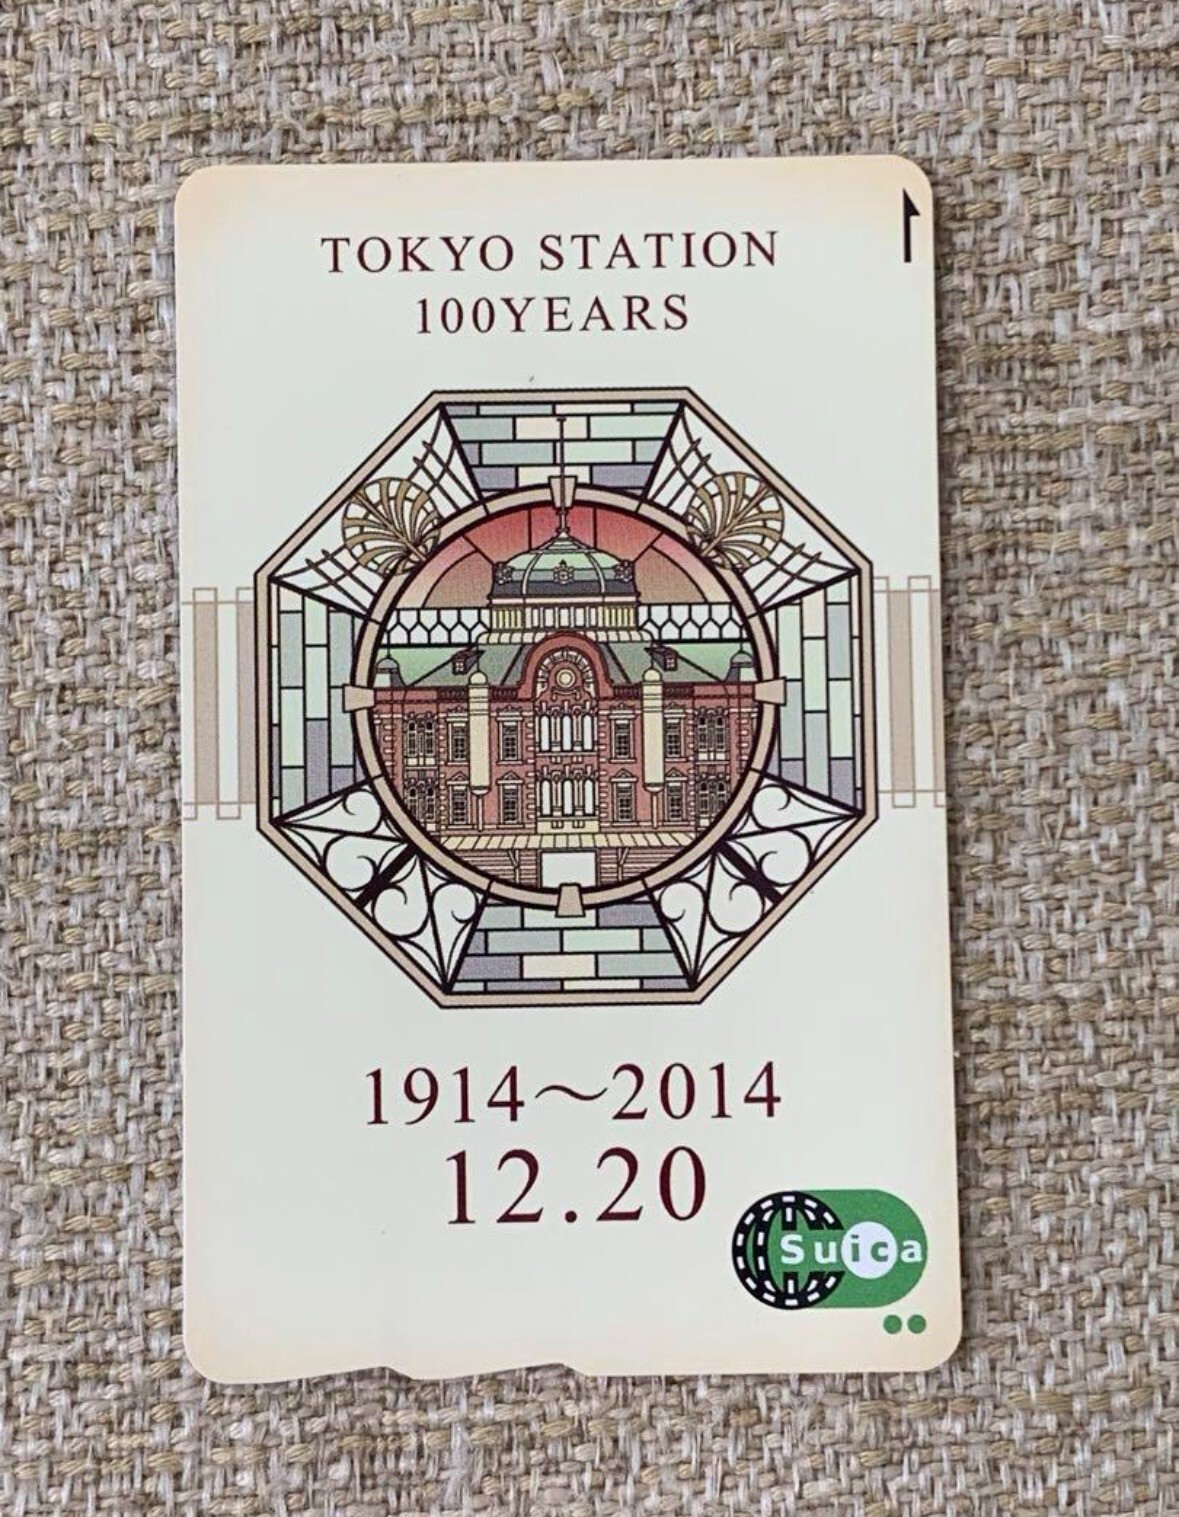 TOKYO STATION
100YEARS
1914～2014
12.20
Suica